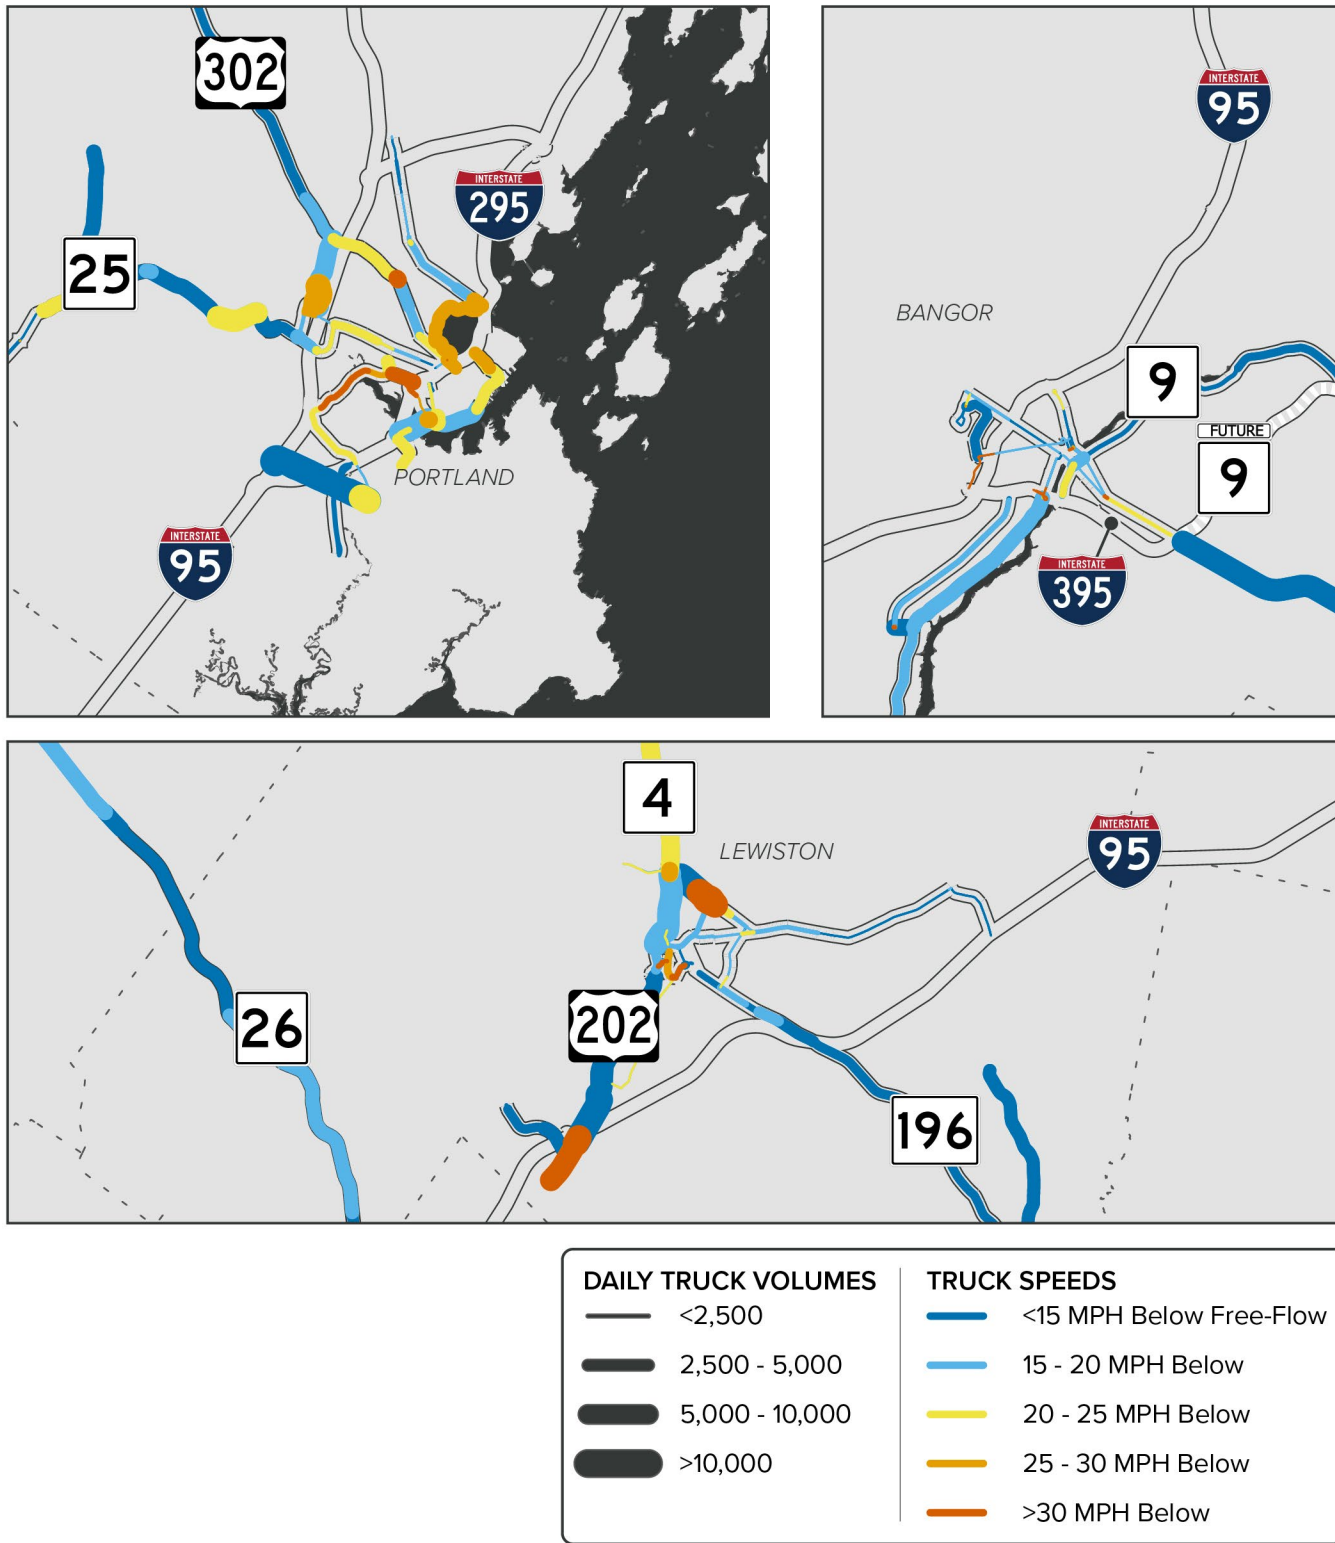 302
INTERSTATE
295
25
PORTLAND
INTERSTATE
95
INTERSTATE
95
BANGOR
9
FUTURE
9
INTERSTATE
395
4
LEWISTON
INTERSTATE
95
26
202
196
DAILY TRUCK VOLUMES
<2,500
2,500 - 5,000
5,000 - 10,000
>10,000
TRUCK SPEEDS
<15 MPH Below Free-Flow
15 - 20 MPH Below
20 - 25 MPH Below
25 - 30 MPH Below
>30 MPH Below